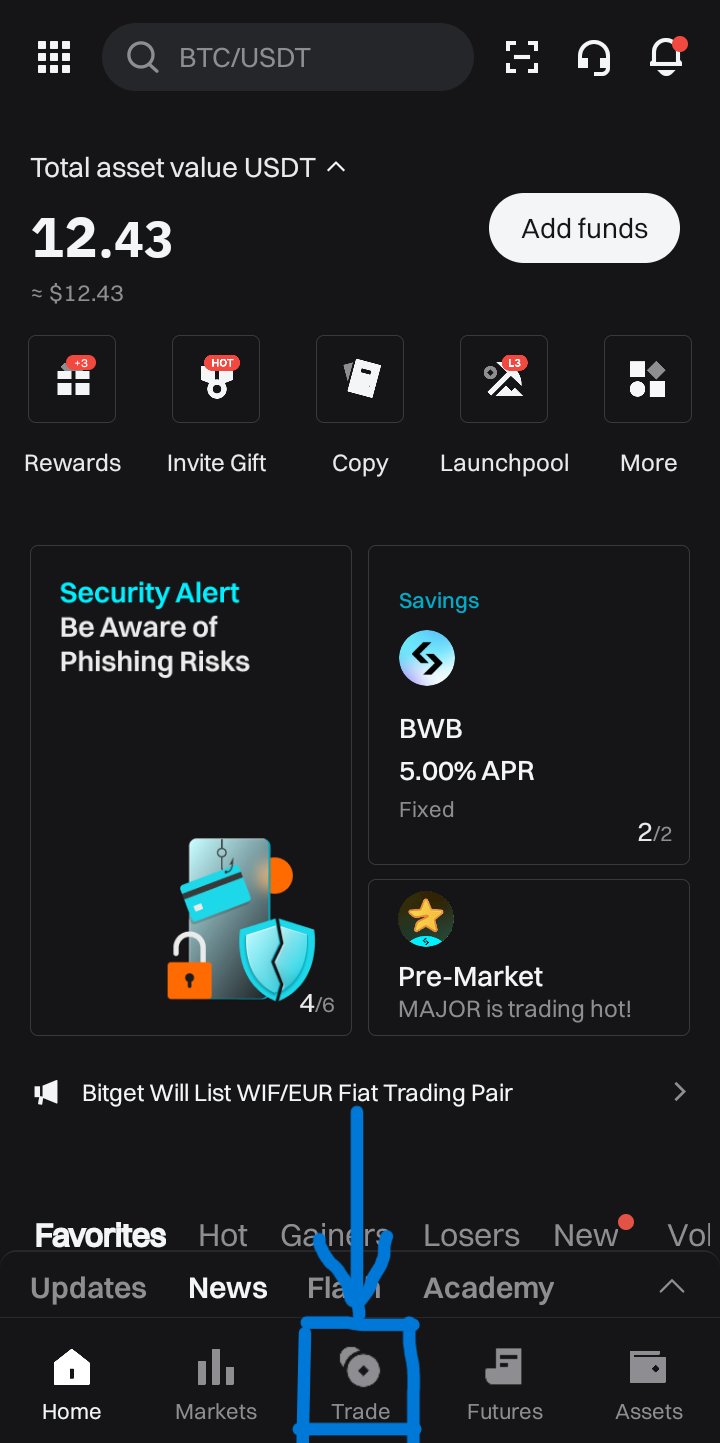 BTC/USDT
Total asset value USDT
12.43
Add funds
≈ $12.43
+3
HOT
L3
Rewards
Invite Gift
Copy
Launchpool
More
Security Alert
Be Aware of
Phishing Risks
4/6
Savings
BWB
5.00% APR
Fixed
2/2
Pre-Market
MAJOR is trading hot!
Bitget Will List WIF/EUR Fiat Trading Pair
Favorites Hot Gainers Losers New Vol
Updates News Flash Academy
Home Markets Trade Futures Assets